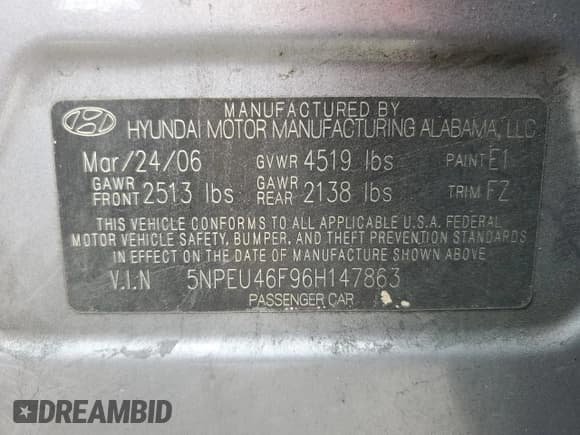 MANUFACTURED BY
HYUNDAI MOTOR MANUFACTURING ALABAMA, LLC
Mar/24/06 GVWR 4519 lbs PAINT E1
GAWR FRONT 2513 lbs GAWR REAR 2138 lbs TRIM FZ
THIS VEHICLE CONFORMS TO ALL APPLICABLE U.S.A. FEDERAL
MOTOR VEHICLE SAFETY, BUMPER, AND THEFT PREVENTION STANDARDS
IN EFFECT ON THE DATE OF MANUFACTURE SHOWN ABOVE
V.I.N 5NPEU46F96H147863
PASSENGER CAR
DREAMBID